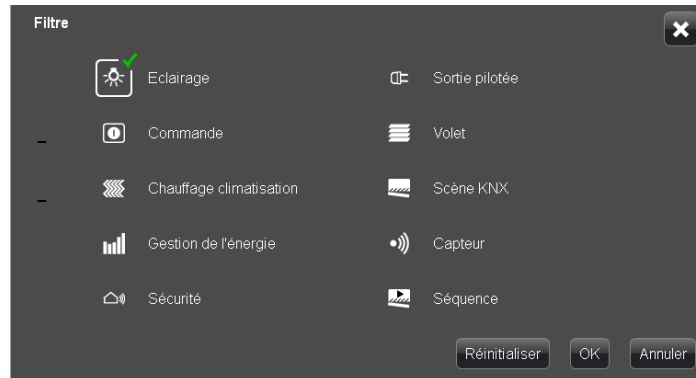 Filtre
Eclairage
Sortie pilotée
Commande
Volet
Chauffage climatisation
Scène KNX
Gestion de l'énergie
Capteur
Sécurité
Séquence
Réinitialiser
OK
Annuler